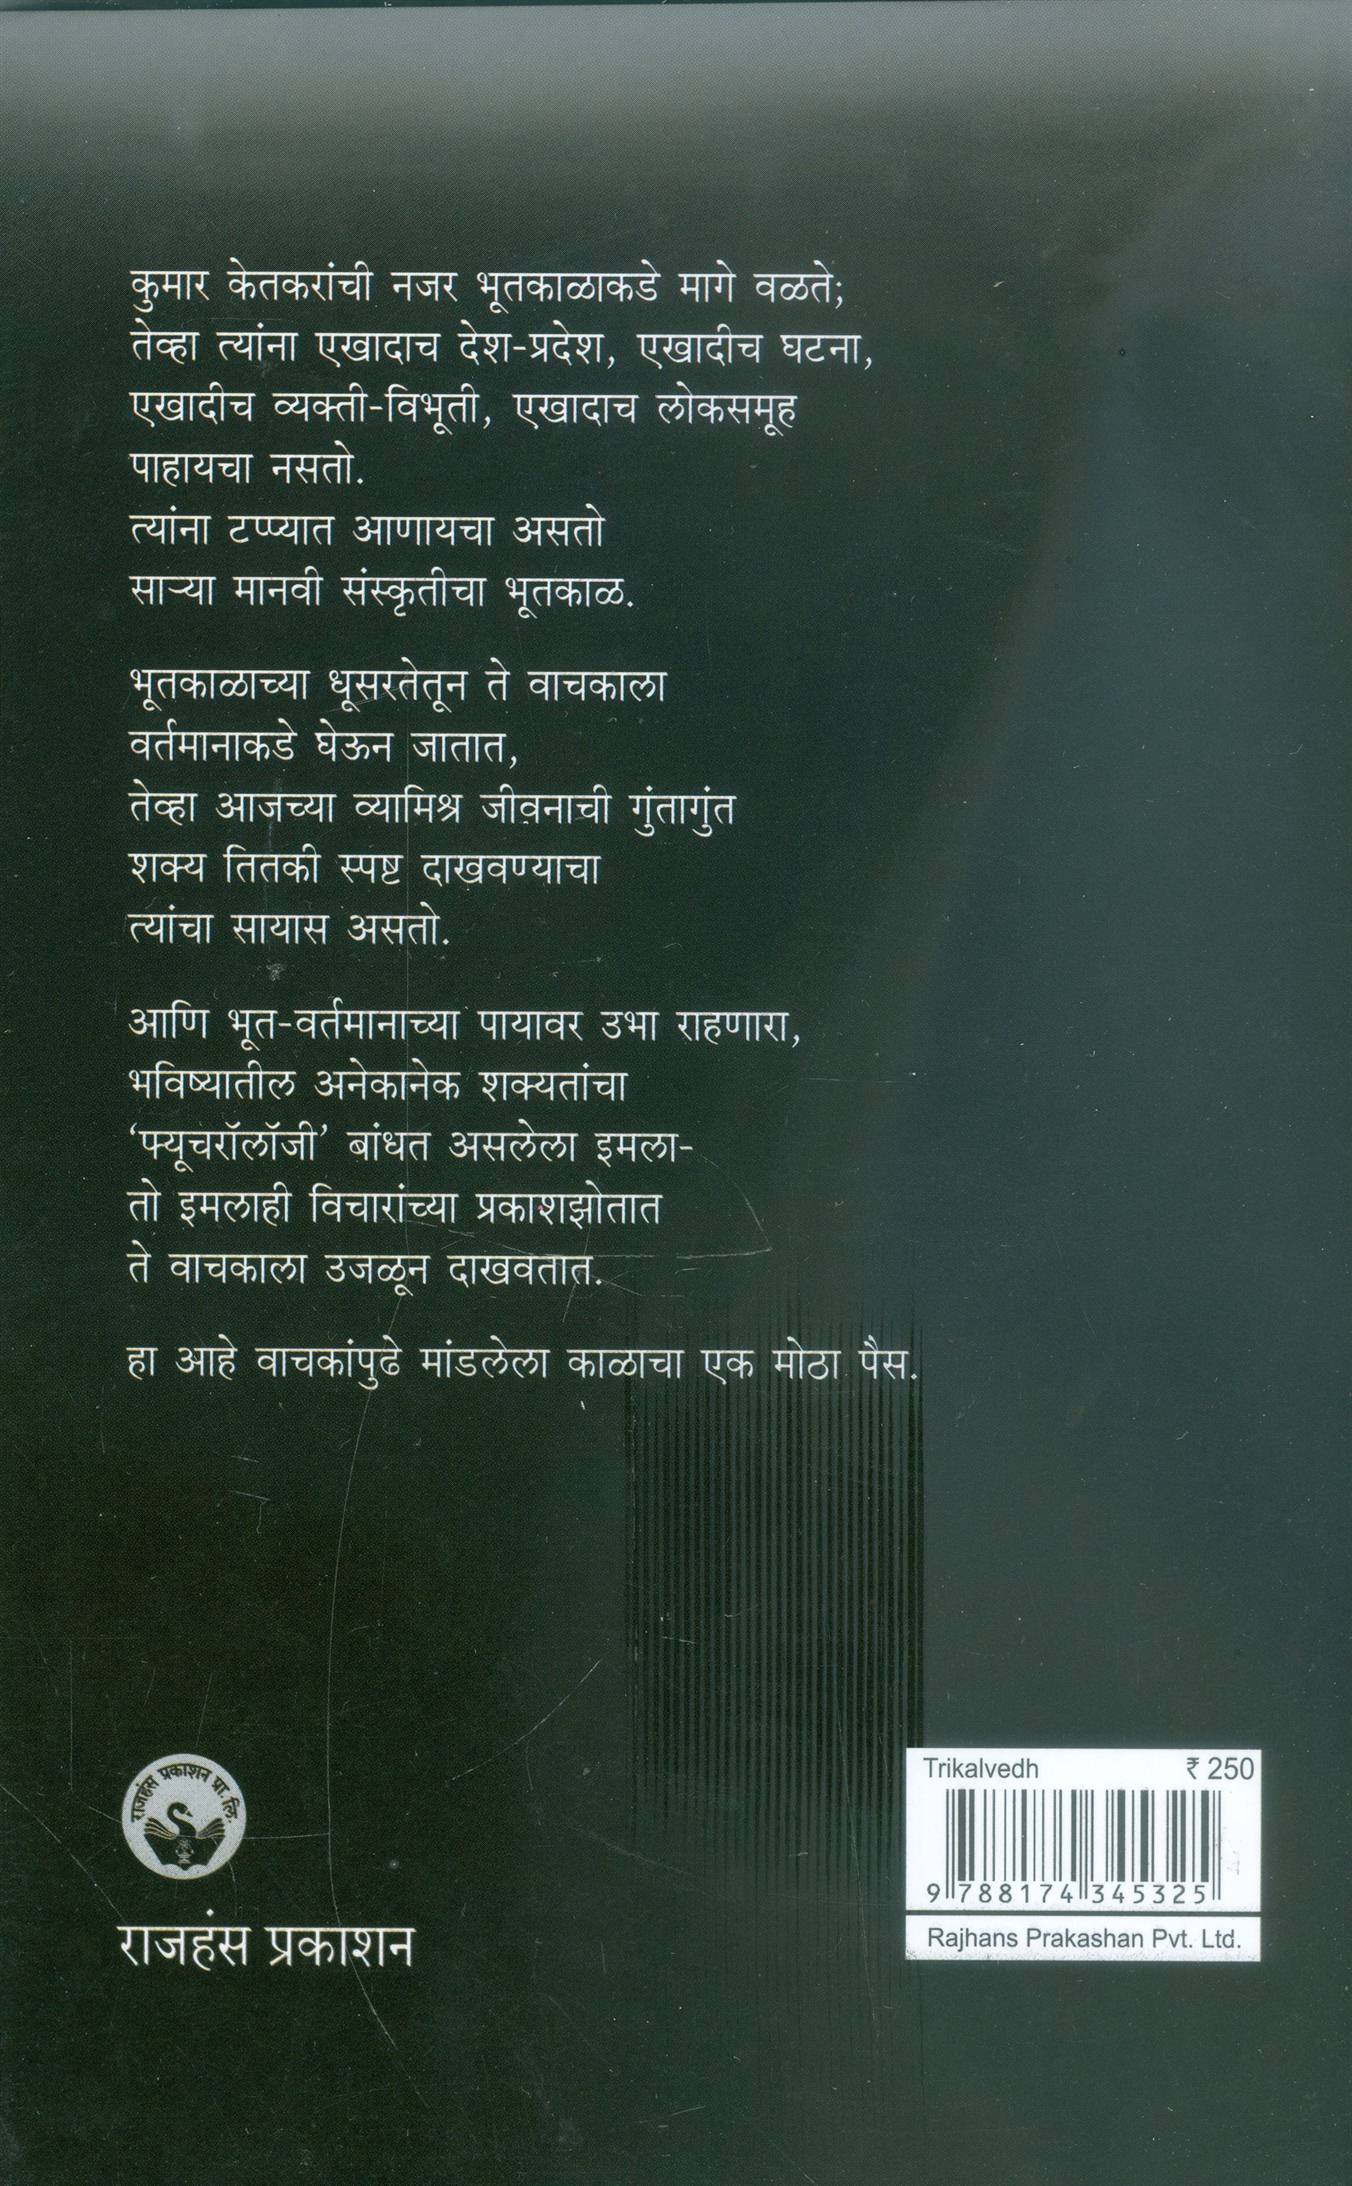 कुमार केतकरांची नजर भूतकाळाकडे मागे वळते;
तेव्हा त्यांना एखादाच देश-प्रदेश, एखादीच घटना,
एखादीच व्यक्ती-विभूती, एखादाच लोकसमूह
पाहायचा नसतो.
त्यांना टप्प्यात आणायचा असतो
साऱ्या मानवी संस्कृतीचा भूतकाळ.
भूतकाळाच्या धूसरतेतून ते वाचकाला
वर्तमानाकडे घेऊन जातात,
तेव्हा आजच्या व्यामिश्र जीवनाची गुंतागुंत
शक्य तितकी स्पष्ट दाखवण्याचा
त्यांचा सायास असतो.
आणि भूत-वर्तमानाच्या पायावर उभा राहणारा,
भविष्यातील अनेकानेक शक्यतांचा
‘फ्यूचरॉलॉजी’ बांधत असलेला इमला-
तो इमलाही विचारांच्या प्रकाशझोतात
ते वाचकाला उजळून दाखवतात.
हा आहे वाचकांपुढे मांडलेला काळाचा एक मोठा पैस.
राजहंस प्रकाशन प्रा. लि.
राजहंस प्रकाशन
Trikalvedh ₹ 250
9 788174 345325
Rajhans Prakashan Pvt. Ltd.